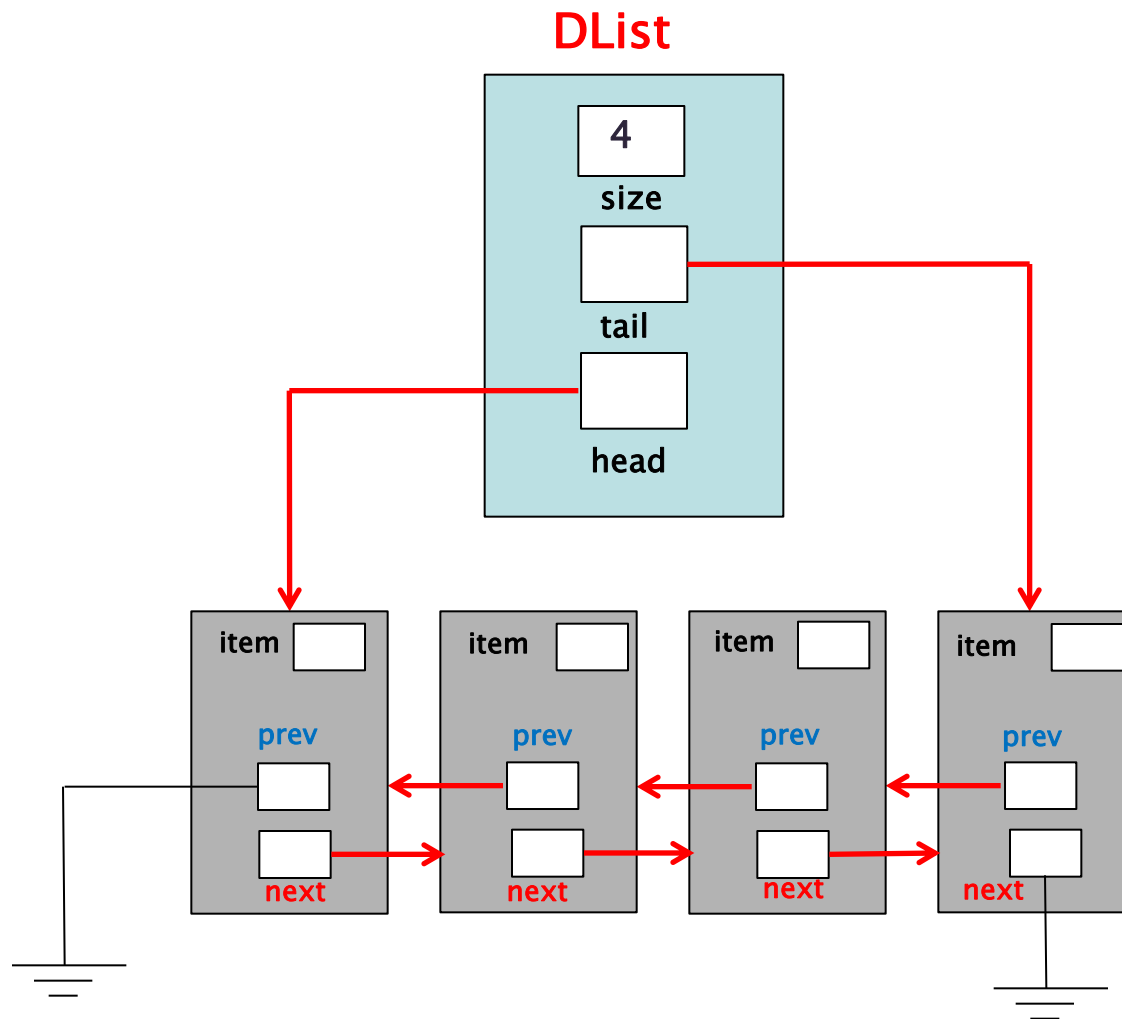 DList
4
size
tail
head
item item item item
prev prev prev prev
next next next next